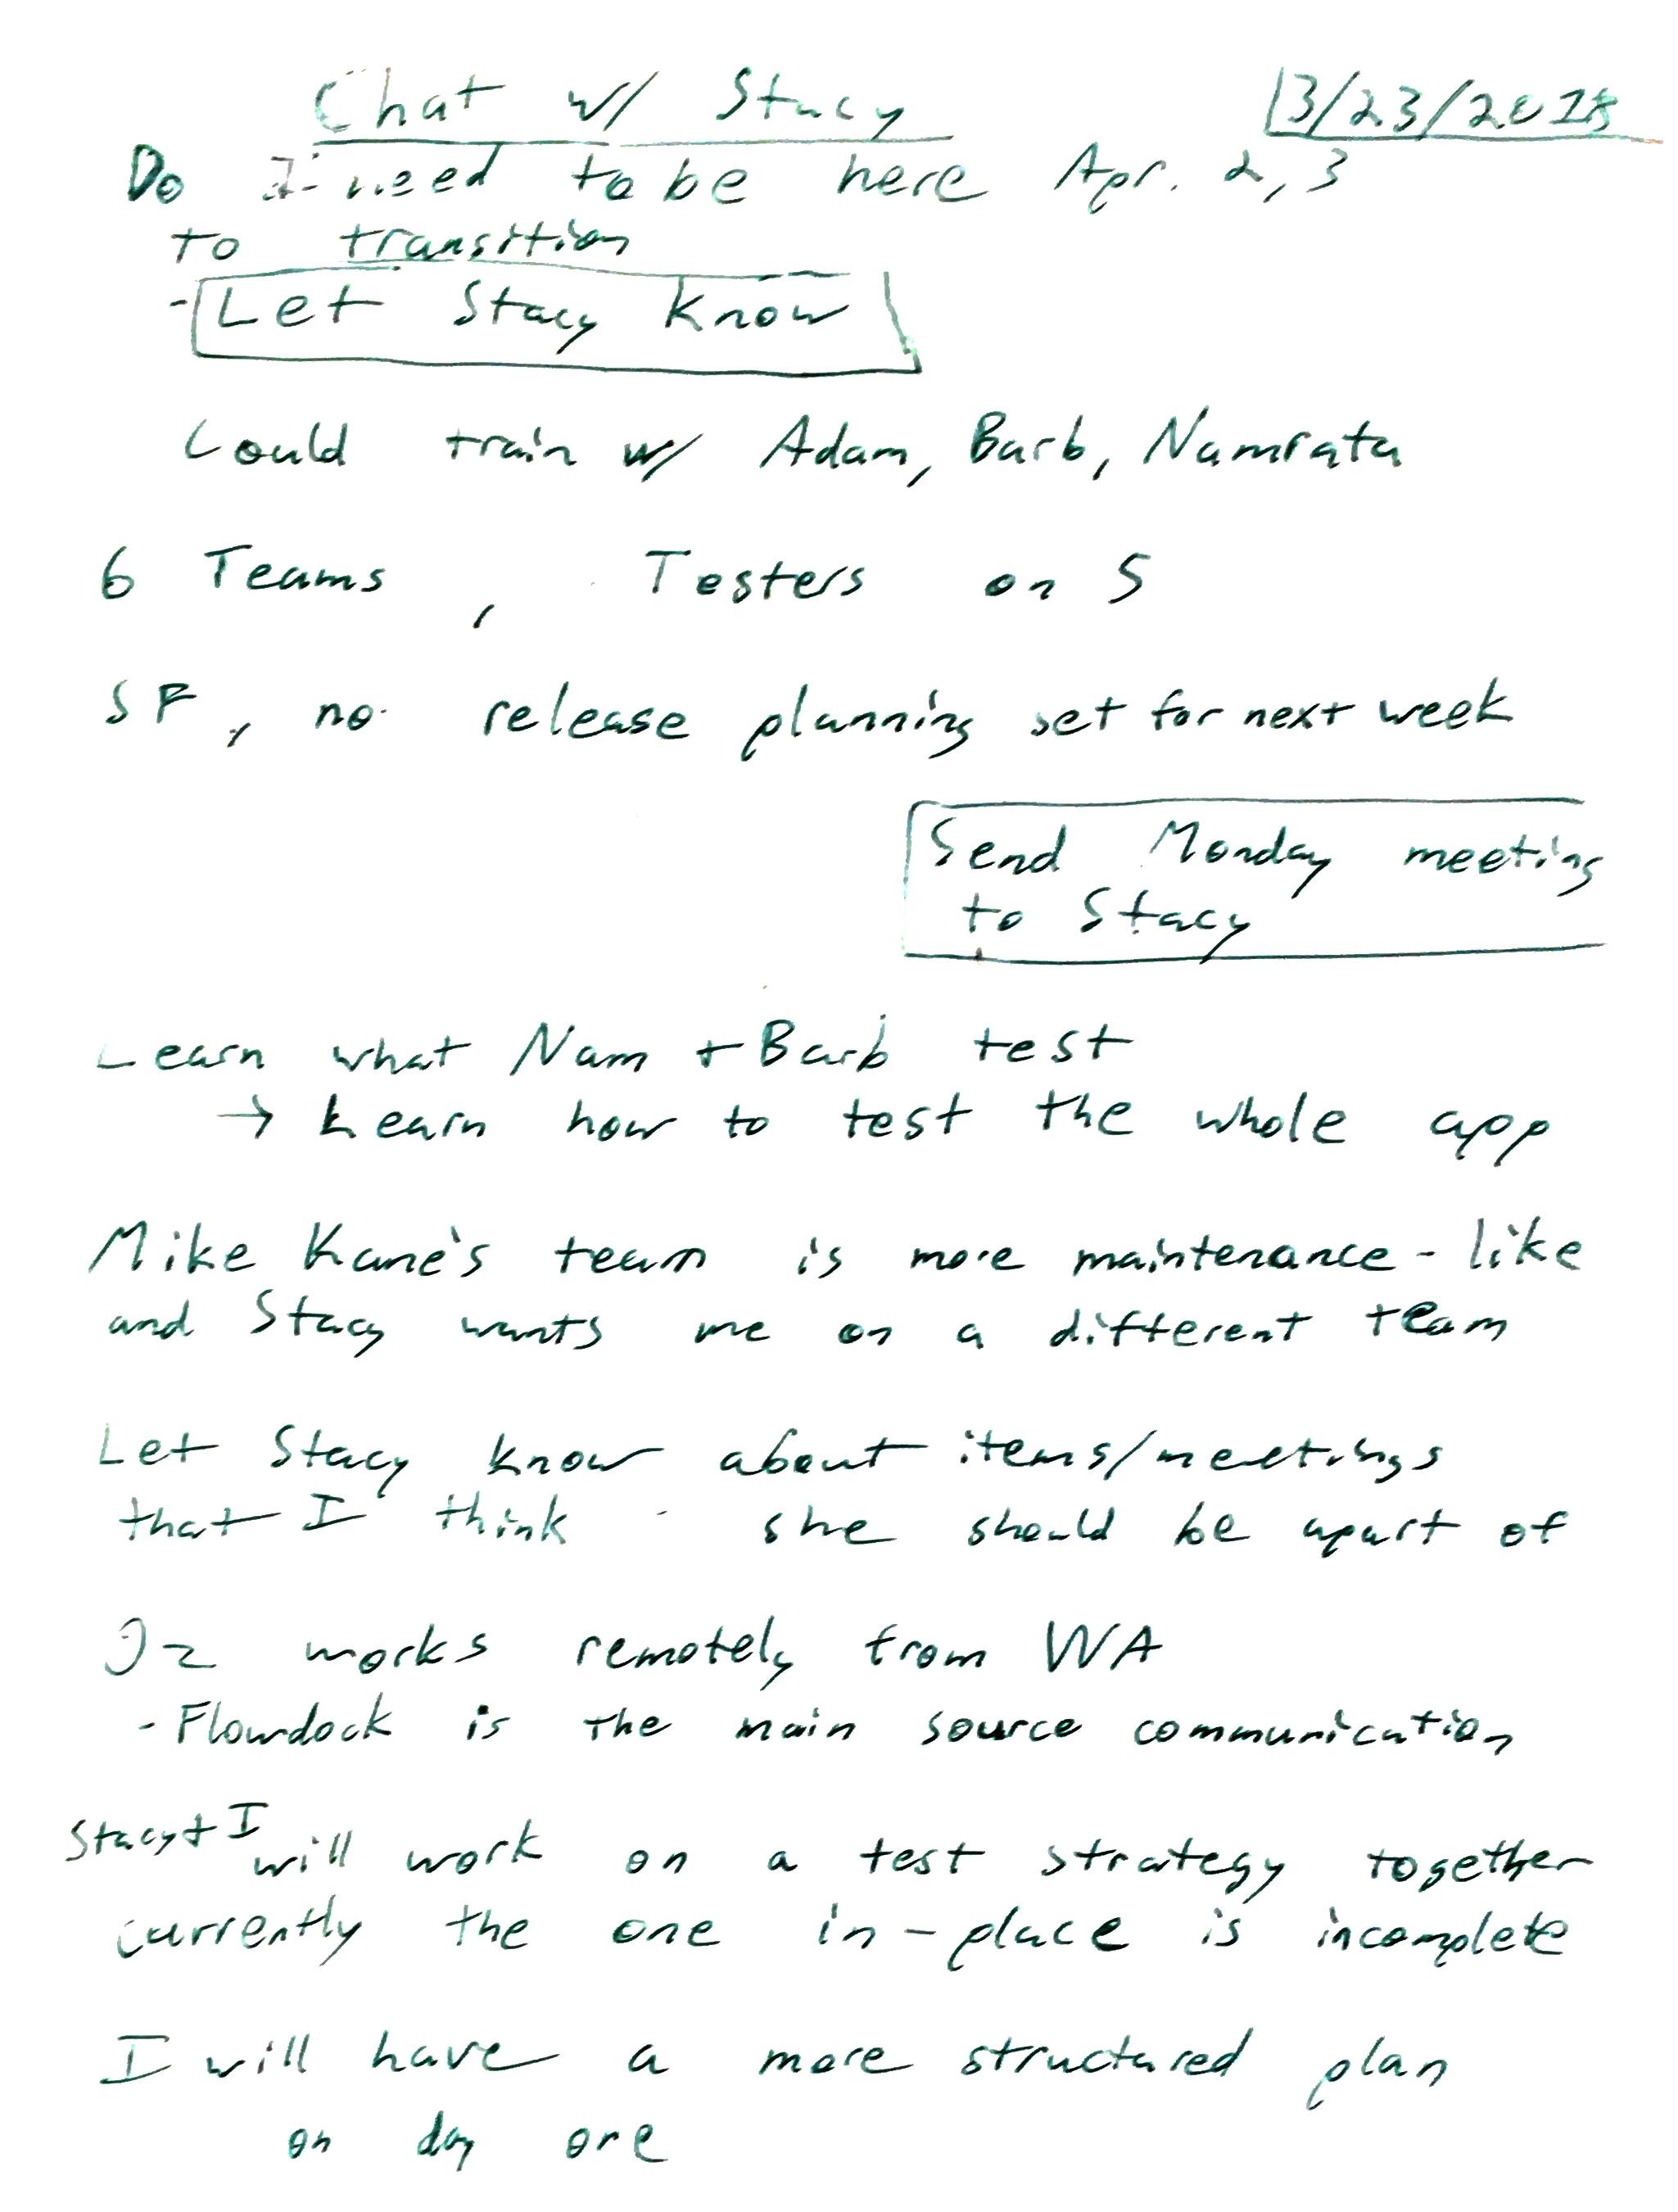 Chat w/ Stacy 3/23/2018
Do I need to be here Apr. 2, 3
to transition
- Let Stacy know
Could train w/ Adam, Barb, Namrata
6 Teams, Testers on 5
SF, no release planning set for next week
Send Monday meeting
to Stacy
Learn what Nam + Barb test
→ Learn how to test the whole app
Mike Kane's team is more maintenance-like
and Stacy wants me on a different team
Let Stacy know about items/meetings
that I think she should be apart of
Jz works remotely from WA
- Flowdock is the main source communication
Stacy + I will work on a test strategy together
currently the one in-place is incomplete
I will have a more structured plan
on day one